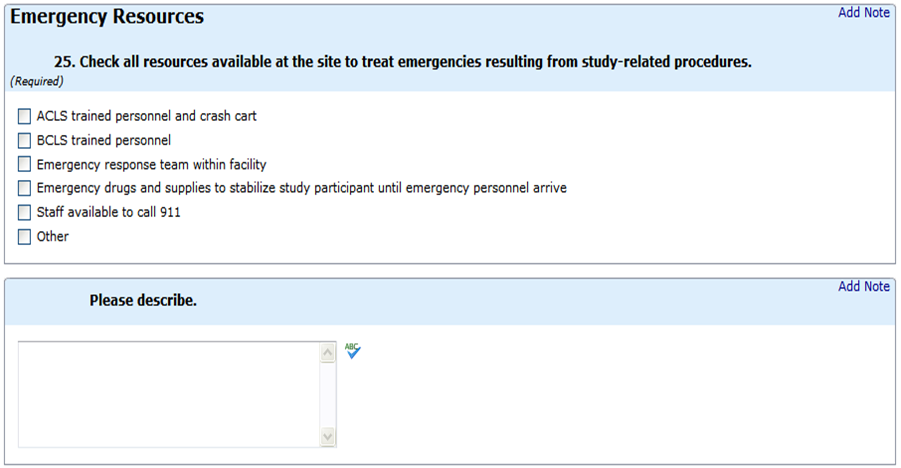 Emergency Resources
Add Note
25. Check all resources available at the site to treat emergencies resulting from study-related procedures.
(Required)
ACLS trained personnel and crash cart
BCLS trained personnel
Emergency response team within facility
Emergency drugs and supplies to stabilize study participant until emergency personnel arrive
Staff available to call 911
Other
Add Note
Please describe.
ABC